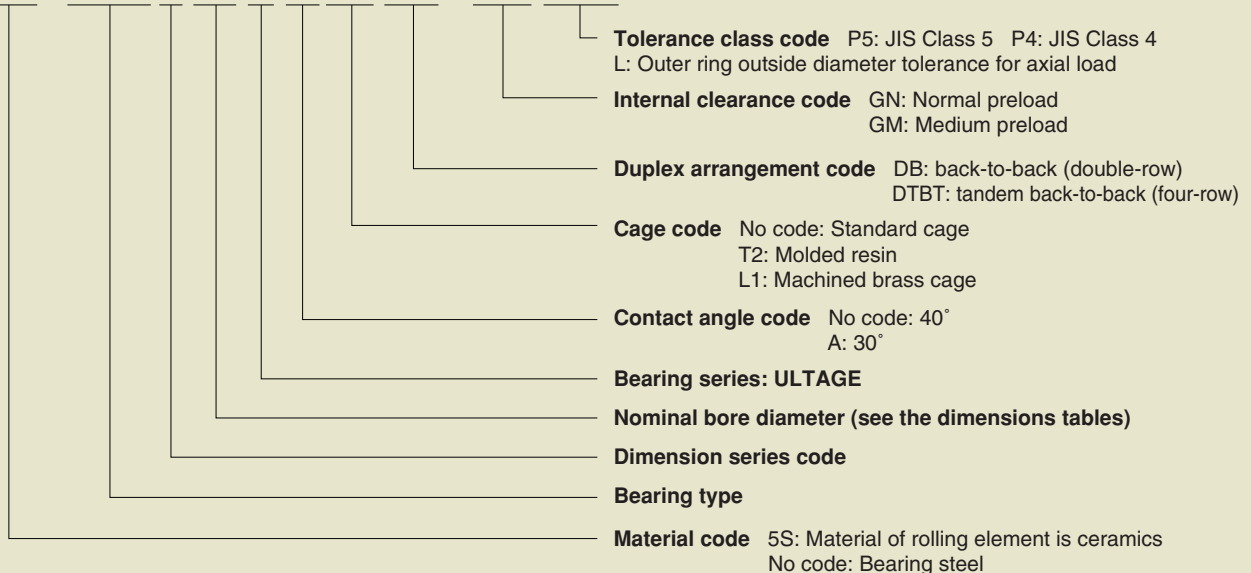 Tolerance class code P5: JIS Class 5 P4: JIS Class 4
L: Outer ring outside diameter tolerance for axial load
Internal clearance code GN: Normal preload
GM: Medium preload
Duplex arrangement code DB: back-to-back (double-row)
DTBT: tandem back-to-back (four-row)
Cage code No code: Standard cage
T2: Molded resin
L1: Machined brass cage
Contact angle code No code: 40˚
A: 30˚
Bearing series: ULTAGE
Nominal bore diameter (see the dimensions tables)
Dimension series code
Bearing type
Material code 5S: Material of rolling element is ceramics
No code: Bearing steel